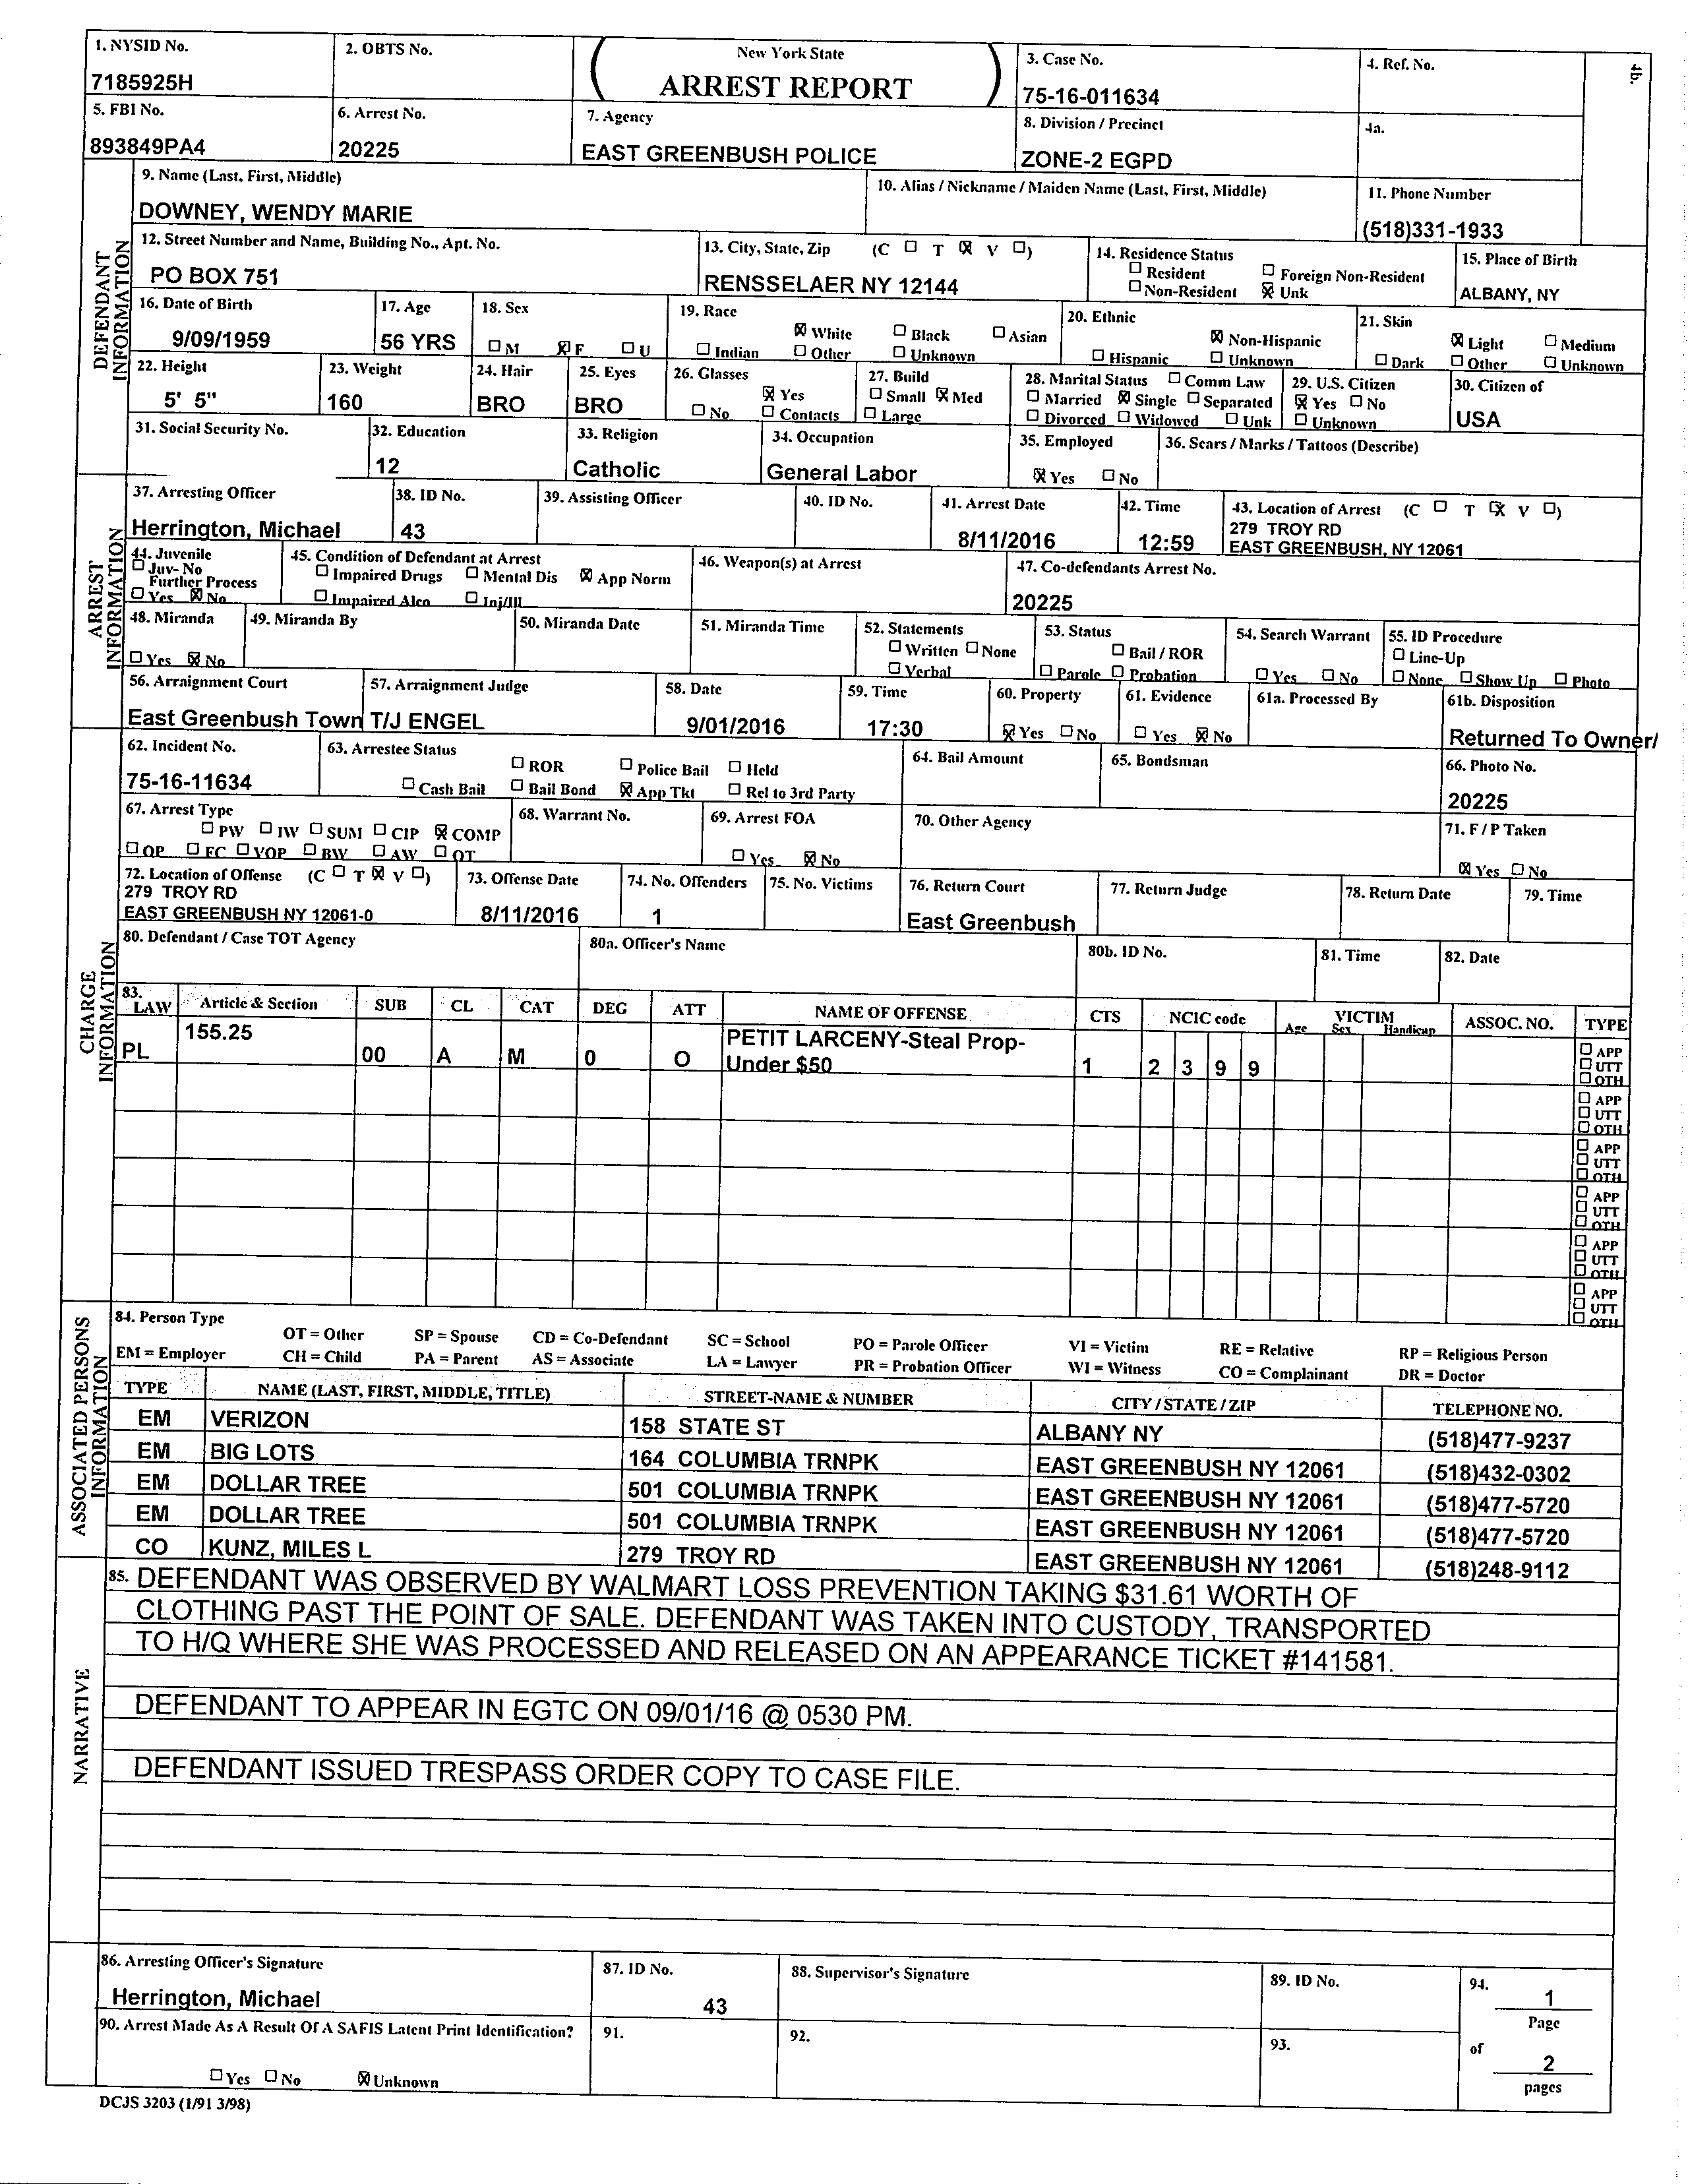 1. NYSID No.
7185925H
2. OBTS No.
New York State
ARREST REPORT
3. Case No.
75-16-011634
4. Ref. No.
4b.
5. FBI No.
893849PA4
6. Arrest No.
20225
7. Agency
EAST GREENBUSH POLICE
8. Division / Precinct
ZONE-2 EGPD
4a.
DEFENDANT INFORMATION
9. Name (Last, First, Middle)
DOWNEY, WENDY MARIE
10. Alias / Nickname / Maiden Name (Last, First, Middle)
11. Phone Number
(518)331-1933
12. Street Number and Name, Building No., Apt. No.
PO BOX 751
13. City, State, Zip (C ☐ T ☒ V ☐)
RENSSELAER NY 12144
14. Residence Status
☐ Resident ☐ Foreign Non-Resident
☐ Non-Resident ☒ Unk
15. Place of Birth
ALBANY, NY
16. Date of Birth
9/09/1959
17. Age
56 YRS
18. Sex
☐ M ☒ F ☐ U
19. Race
☒ White ☐ Black ☐ Asian
☐ Indian ☐ Other ☐ Unknown
20. Ethnic
☒ Non-Hispanic
☐ Hispanic ☐ Unknown
21. Skin
☒ Light ☐ Medium
☐ Dark ☐ Other ☐ Unknown
22. Height
5' 5"
23. Weight
160
24. Hair
BRO
25. Eyes
BRO
26. Glasses
☒ Yes
☐ No ☐ Contacts
27. Build
☐ Small ☒ Med
☐ Large
28. Marital Status ☐ Comm Law
☐ Married ☒ Single ☐ Separated
☐ Divorced ☐ Widowed ☐ Unk
29. U.S. Citizen
☒ Yes ☐ No
☐ Unknown
30. Citizen of
USA
31. Social Security No.
32. Education
12
33. Religion
Catholic
34. Occupation
General Labor
35. Employed
☒ Yes ☐ No
36. Scars / Marks / Tattoos (Describe)
ARREST INFORMATION
37. Arresting Officer
Herrington, Michael
38. ID No.
43
39. Assisting Officer
40. ID No.
41. Arrest Date
8/11/2016
42. Time
12:59
43. Location of Arrest (C ☐ T ☒ V ☐)
279 TROY RD
EAST GREENBUSH, NY 12061
44. Juvenile
☐ Juv- No
Further Process
☐ Yes ☒ No
45. Condition of Defendant at Arrest
☐ Impaired Drugs ☐ Mental Dis ☒ App Norm
☐ Impaired Alco ☐ Inj/Ill
46. Weapon(s) at Arrest
47. Co-defendants Arrest No.
20225
48. Miranda
☐ Yes ☒ No
49. Miranda By
50. Miranda Date
51. Miranda Time
52. Statements
☐ Written ☐ None
☐ Verbal
53. Status
☐ Bail / ROR
☐ Parole ☐ Probation
54. Search Warrant
☐ Yes ☐ No
55. ID Procedure
☐ Line-Up
☐ None ☐ Show Up ☐ Photo
56. Arraignment Court
East Greenbush Town
57. Arraignment Judge
T/J ENGEL
58. Date
9/01/2016
59. Time
17:30
60. Property
☒ Yes ☐ No
61. Evidence
☐ Yes ☒ No
61a. Processed By
61b. Disposition
Returned To Owner/
62. Incident No.
75-16-11634
63. Arrestee Status
☐ ROR ☐ Police Bail ☐ Held
☐ Cash Bail ☐ Bail Bond ☒ App Tkt ☐ Rel to 3rd Party
64. Bail Amount
65. Bondsman
66. Photo No.
20225
67. Arrest Type
☐ PW ☐ IW ☐ SUM ☐ CIP ☒ COMP
☐ OP ☐ FC ☐ VOP ☐ BW ☐ AW ☐ OT
68. Warrant No.
69. Arrest FOA
☐ Yes ☒ No
70. Other Agency
71. F / P Taken
☒ Yes ☐ No
CHARGE INFORMATION
72. Location of Offense (C ☐ T ☒ V ☐)
279 TROY RD
EAST GREENBUSH NY 12061-0
73. Offense Date
8/11/2016
74. No. Offenders
1
75. No. Victims
76. Return Court
East Greenbush
77. Return Judge
78. Return Date
79. Time
80. Defendant / Case TOT Agency
80a. Officer's Name
80b. ID No.
81. Time
82. Date
83. LAW Article & Section SUB CL CAT DEG ATT NAME OF OFFENSE CTS NCIC code VICTIM Age Sex Handicap ASSOC. NO. TYPE
PL 155.25 00 A M 0 O PETIT LARCENY-Steal Prop-
Under $50 1 2 3 9 9
☐ APP
☐ UTT
☐ OTH
☐ APP
☐ UTT
☐ OTH
☐ APP
☐ UTT
☐ OTH
☐ APP
☐ UTT
☐ OTH
☐ APP
☐ UTT
☐ OTH
☐ APP
☐ UTT
☐ OTH
ASSOCIATED PERSONS INFORMATION
84. Person Type
OT = Other SP = Spouse CD = Co-Defendant SC = School PO = Parole Officer VI = Victim RE = Relative RP = Religious Person
EM = Employer CH = Child PA = Parent AS = Associate LA = Lawyer PR = Probation Officer WI = Witness CO = Complainant DR = Doctor
TYPE NAME (LAST, FIRST, MIDDLE, TITLE) STREET-NAME & NUMBER CITY / STATE / ZIP TELEPHONE NO.
EM VERIZON 158 STATE ST ALBANY NY (518)477-9237
EM BIG LOTS 164 COLUMBIA TRNPK EAST GREENBUSH NY 12061 (518)432-0302
EM DOLLAR TREE 501 COLUMBIA TRNPK EAST GREENBUSH NY 12061 (518)477-5720
EM DOLLAR TREE 501 COLUMBIA TRNPK EAST GREENBUSH NY 12061 (518)477-5720
CO KUNZ, MILES L 279 TROY RD EAST GREENBUSH NY 12061 (518)248-9112
NARRATIVE
85. DEFENDANT WAS OBSERVED BY WALMART LOSS PREVENTION TAKING $31.61 WORTH OF
CLOTHING PAST THE POINT OF SALE. DEFENDANT WAS TAKEN INTO CUSTODY, TRANSPORTED
TO H/Q WHERE SHE WAS PROCESSED AND RELEASED ON AN APPEARANCE TICKET #141581.
DEFENDANT TO APPEAR IN EGTC ON 09/01/16 @ 0530 PM.
DEFENDANT ISSUED TRESPASS ORDER COPY TO CASE FILE.
86. Arresting Officer's Signature
Herrington, Michael
87. ID No.
43
88. Supervisor's Signature
89. ID No.
94. 1
Page
of 2
pages
90. Arrest Made As A Result Of A SAFIS Latent Print Identification?
☐ Yes ☐ No ☒ Unknown
91.
92.
93.
DCJS 3203 (1/91 3/98)